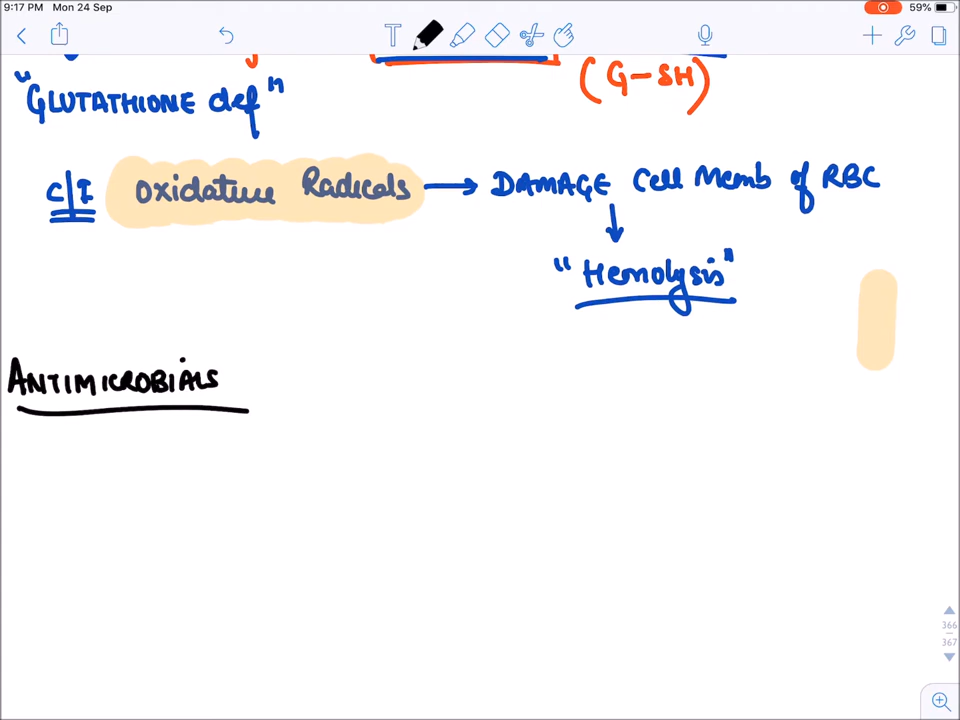 9:17 PM Mon 24 Sep 59%
T
(G-SH)
"GLUTATHIONE def"
C/I Oxidative Radicals → DAMAGE Cell Memb of RBC
↓
"Hemolysis"
ANTIMICROBIALS
366
367